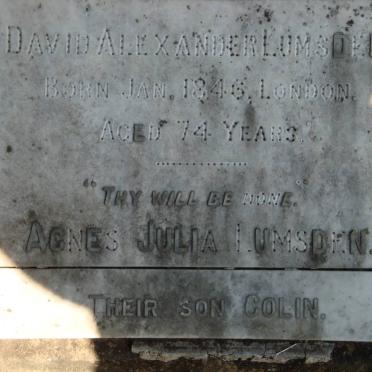 DAVID ALEXANDER LUMSDE
BORN JAN. 1846, LONDON.
AGED 74 YEARS.
"THY WILL BE DONE."
AGNES JULIA LUMSDEN.
THEIR SON COLIN.